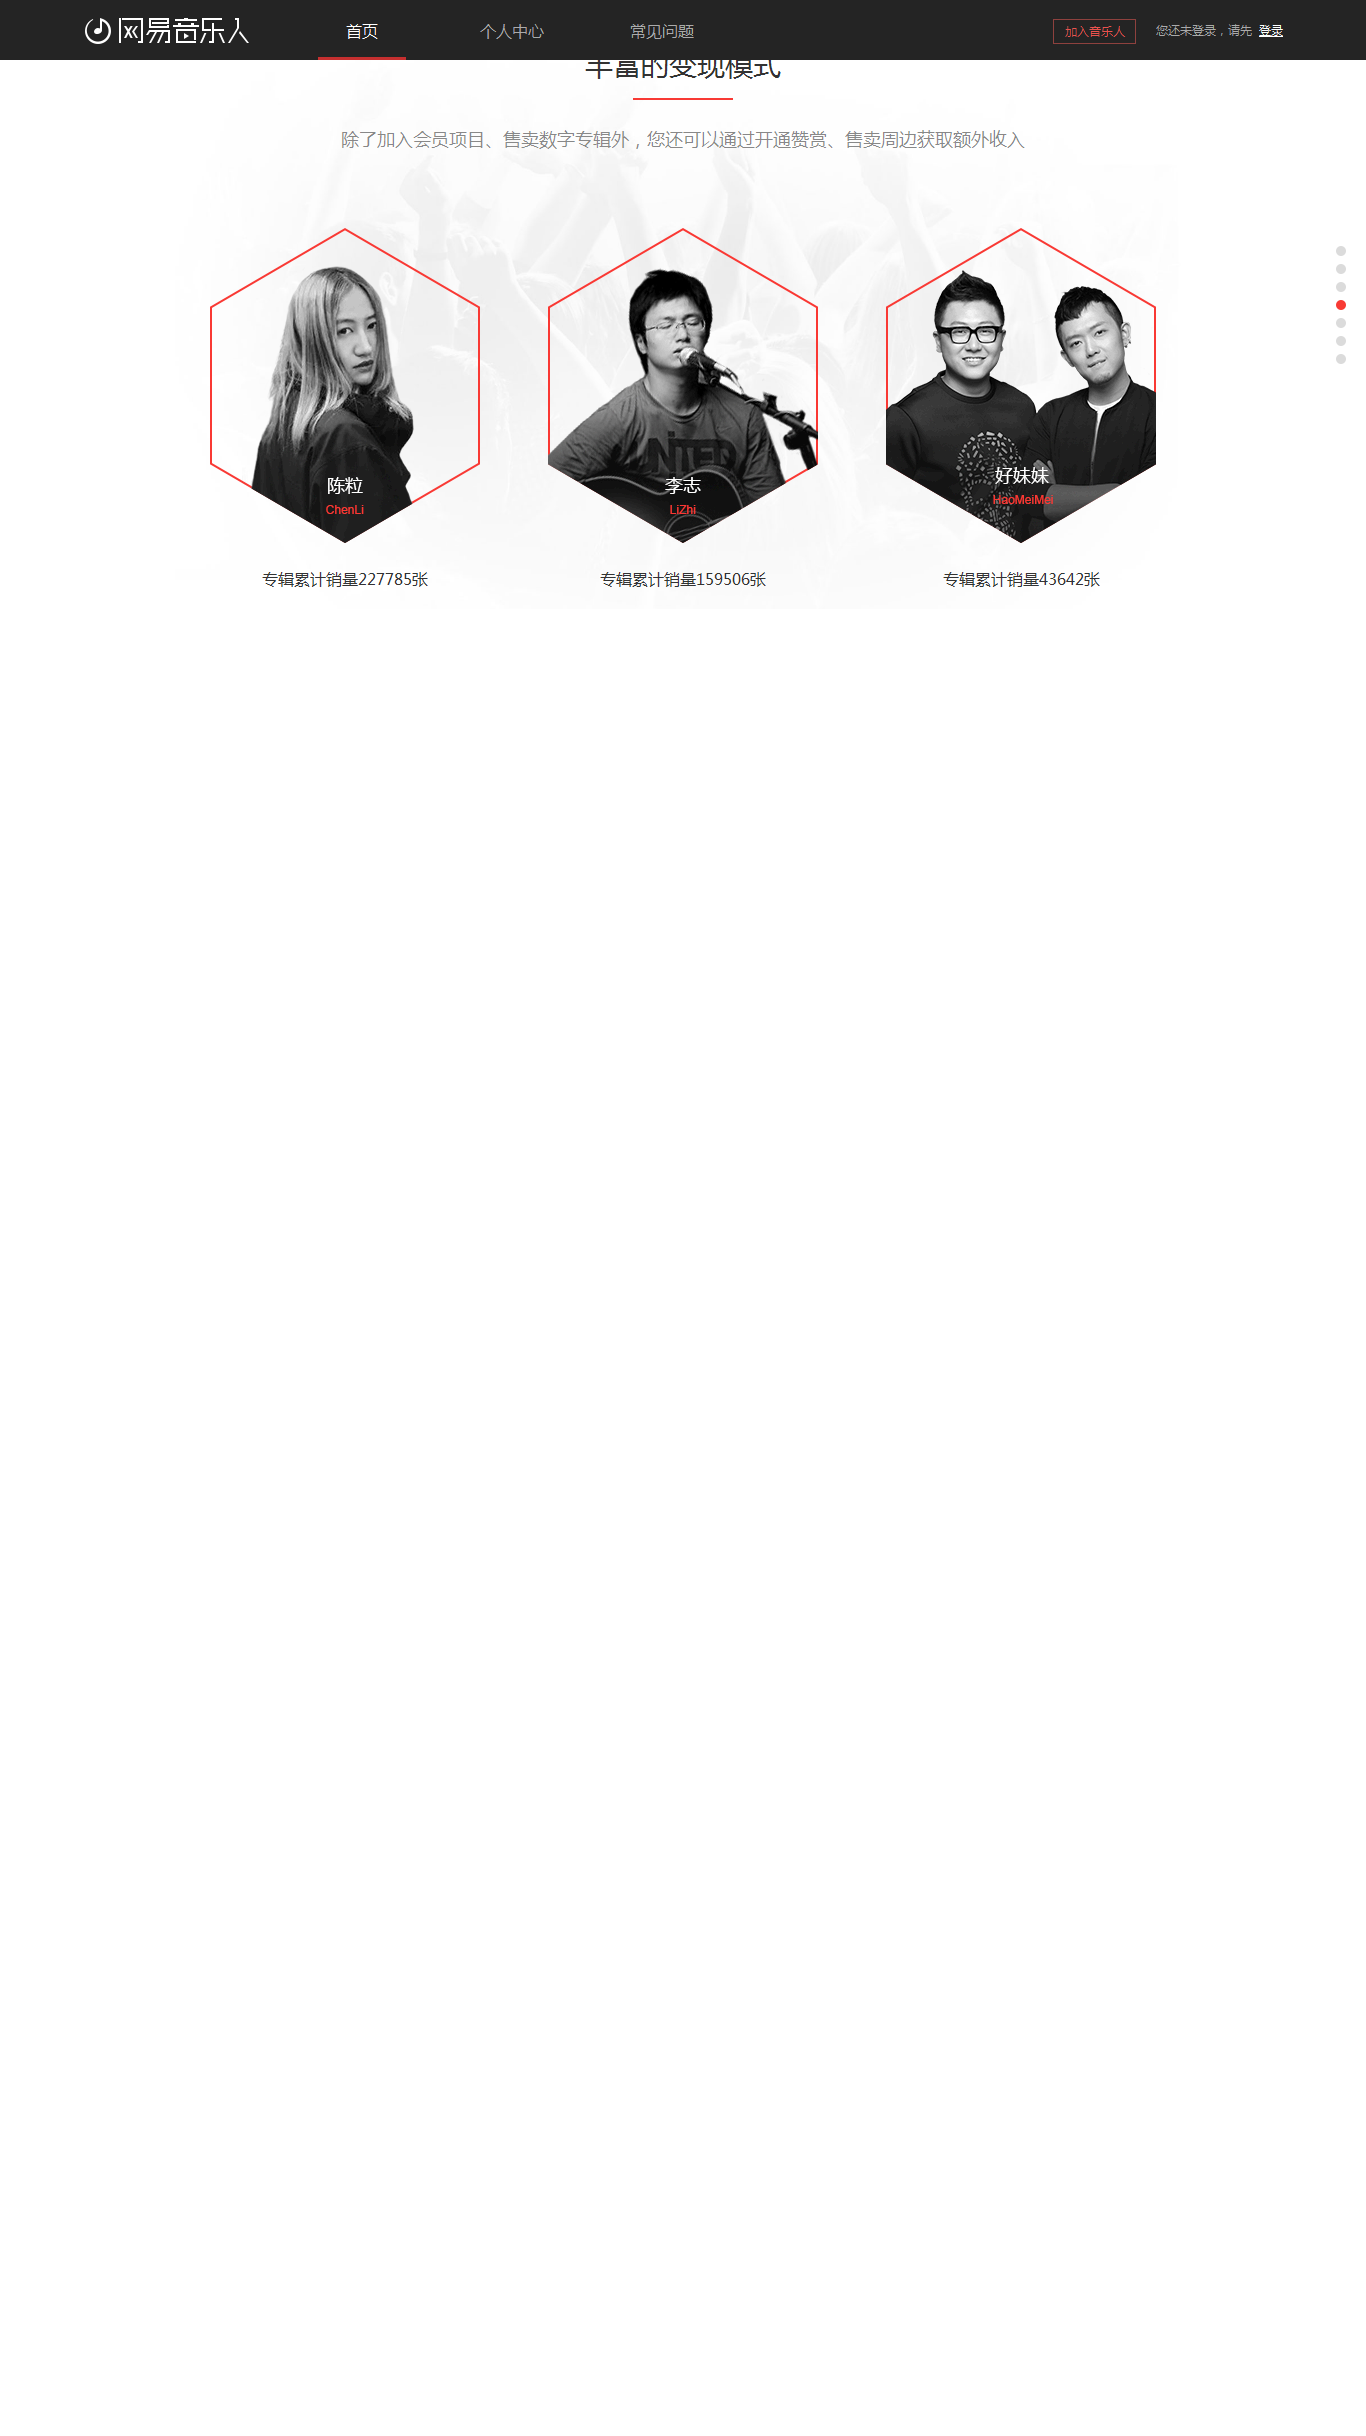 网易音乐人
首页
个人中心
常见问题
加入音乐人
您还未登录，请先 登录
丰富的变现模式
除了加入会员项目、售卖数字专辑外，您还可以通过开通赞赏、售卖周边获取额外收入
陈粒
ChenLi
专辑累计销量227785张
NiTED
李志
LiZhi
专辑累计销量159506张
好妹妹
HaoMeiMei
专辑累计销量43642张